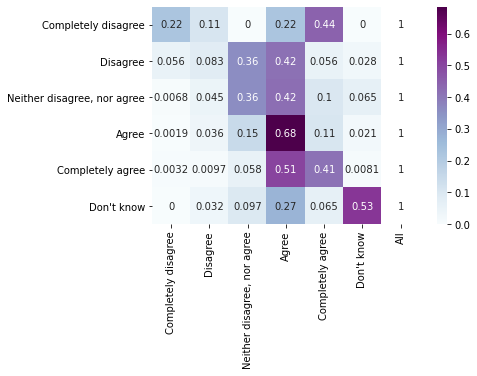 Completely disagree 0.22 0.11 0 0.22 0.44 0 1
Disagree 0.056 0.083 0.36 0.42 0.056 0.028 1
Neither disagree, nor agree 0.0068 0.045 0.36 0.42 0.1 0.065 1
Agree 0.0019 0.036 0.15 0.68 0.11 0.021 1
Completely agree 0.0032 0.0097 0.058 0.51 0.41 0.0081 1
Don't know 0 0.032 0.097 0.27 0.065 0.53 1
Completely disagree
Disagree
Neither disagree, nor agree
Agree
Completely agree
Don't know
All
0.6
0.5
0.4
0.3
0.2
0.1
0.0